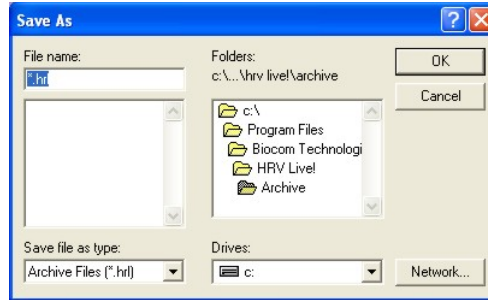 Save As
File name:
*.hrl
Folders:
c:\...\hrv live!\archive
c:\
Program Files
Biocom Technologi
HRV Live!
Archive
OK
Cancel
Save file as type:
Archive Files (*.hrl)
Drives:
c:
Network...